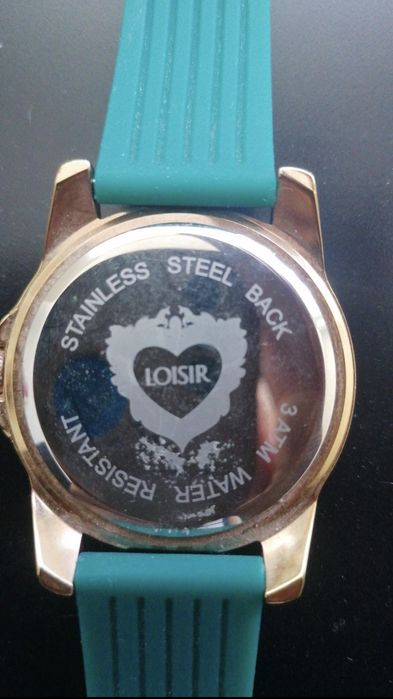 STAINLESS STEEL BACK
LOISIR
3 ATM WATER RESISTANT